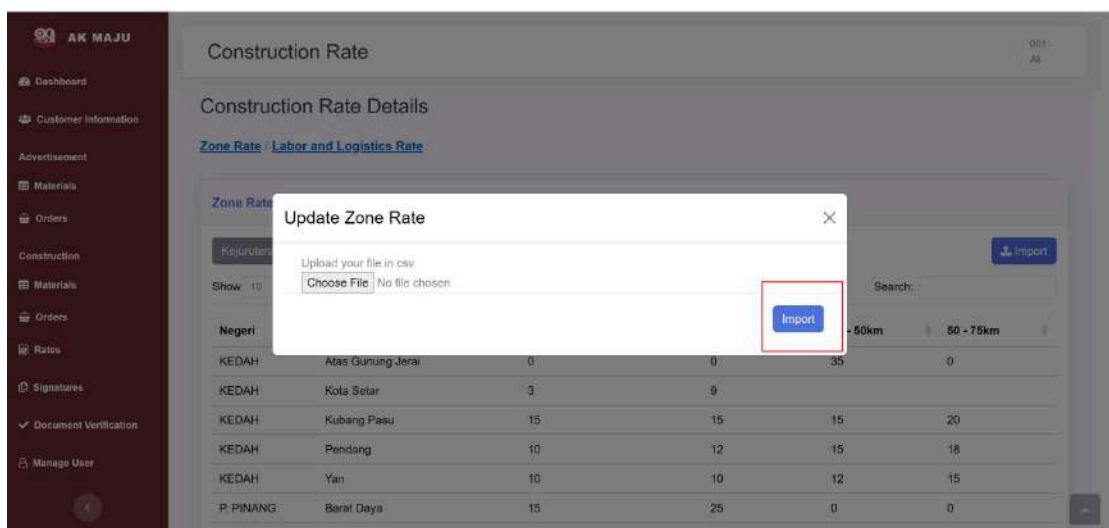 AK MAJU
Dashboard
Customer Information
Advertisement
Materials
Orders
Construction
Materials
Orders
Rates
Signatures
Document Verification
Manage User
Construction Rate
001
Ali
Construction Rate Details
Zone Rate / Labor and Logistics Rate
Zone Rate
Update Zone Rate
Upload your file in csv
Choose File No file chosen
Import
Import
Show 10
Search:
Negeri - 50km 50 - 75km
KEDAH Atas Gunung Jerai 0 0 35 0
KEDAH Kota Setar 3 9
KEDAH Kubang Pasu 15 15 15 20
KEDAH Pendang 10 12 15 18
KEDAH Yan 10 10 12 15
P. PINANG Barat Daya 15 25 0 0